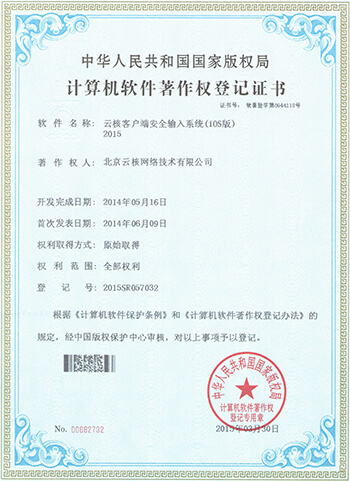 中华人民共和国国家版权局
计算机软件著作权登记证书
证书号： 软著登字第0944118号
软件名称： 云核客户端安全输入系统(iOS版)
2015
著作权人： 北京云核网络技术有限公司
开发完成日期： 2014年05月16日
首次发表日期： 2014年06月09日
权利取得方式： 原始取得
权利范围： 全部权利
登记号： 2015SR057032
根据《计算机软件保护条例》和《计算机软件著作权登记办法》的
规定，经中国版权保护中心审核，对以上事项予以登记。
中华人民共和国国家版权局
计算机软件著作权
登记专用章
No. 00682732
2015年03月30日